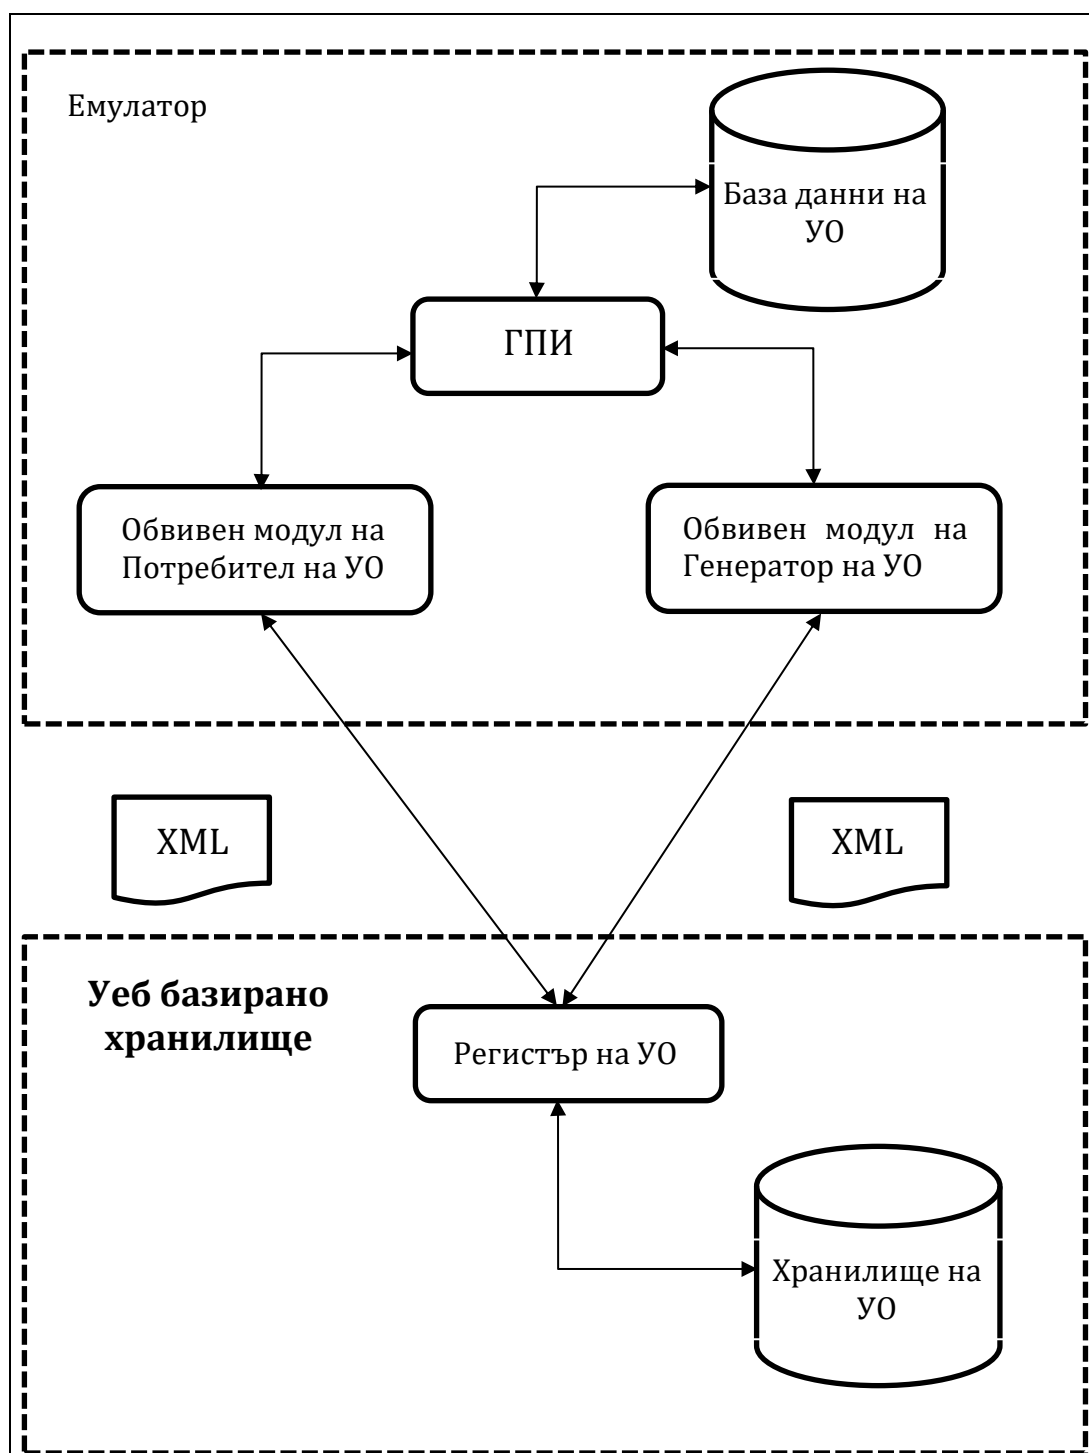 Емулатор
База данни на
УО
ГПИ
Обвивен модул на
Потребител на УО
Обвивен модул на
Генератор на УО
XML
XML
Уеб базирано
хранилище
Регистър на УО
Хранилище на
УО